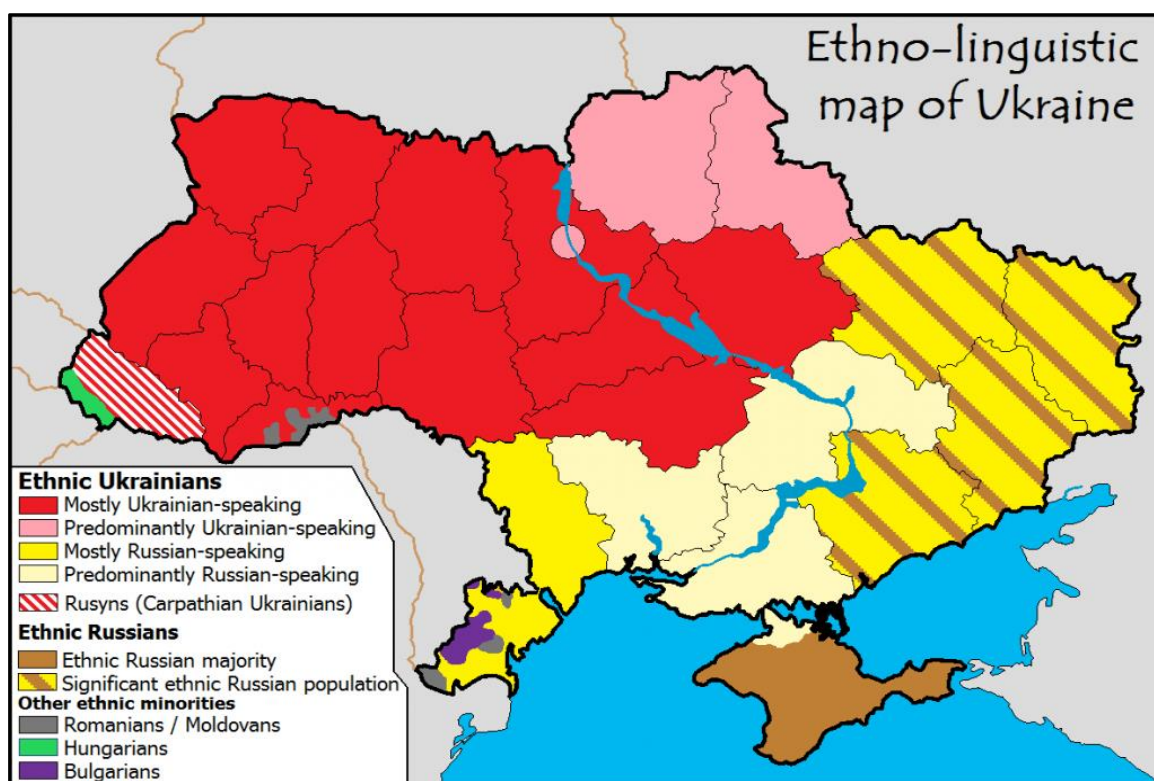 Ethno-linguistic
map of Ukraine
Ethnic Ukrainians
Mostly Ukrainian-speaking
Predominantly Ukrainian-speaking
Mostly Russian-speaking
Predominantly Russian-speaking
Rusyns (Carpathian Ukrainians)
Ethnic Russians
Ethnic Russian majority
Significant ethnic Russian population
Other ethnic minorities
Romanians / Moldovans
Hungarians
Bulgarians